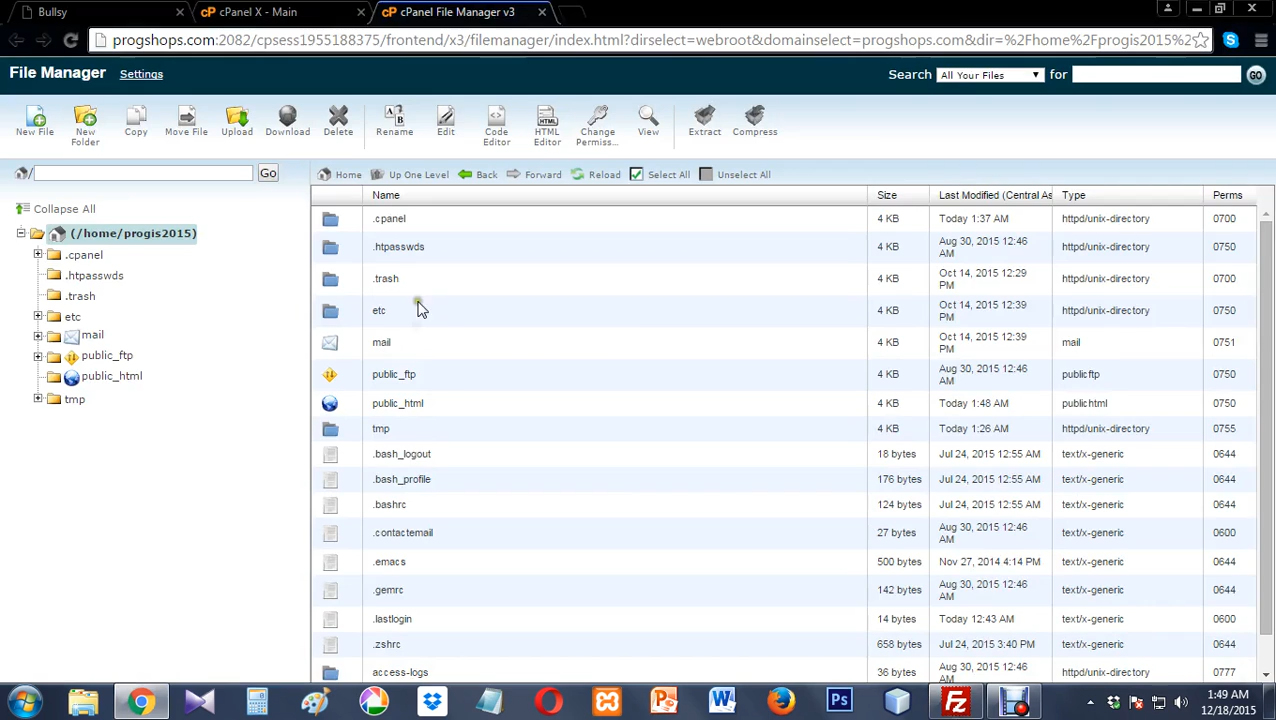 Bullsy
cPanel X - Main
cPanel File Manager v3
progshops.com:2082/cpsess1955188375/frontend/x3/filemanager/index.html?dirselect=webroot&domainselect=progshops.com&dir=%2Fhome%2Fprogis2015%2
File Manager Settings
Search All Your Files for GO
New File
New Folder
Copy
Move File
Upload
Download
Delete
Rename
Edit
Code Editor
HTML Editor
Change Permiss...
View
Extract
Compress
/ Go
Home Up One Level Back Forward Reload Select All Unselect All
Collapse All
(/home/progis2015)
.cpanel
.htpasswds
.trash
etc
mail
public_ftp
public_html
tmp
Name Size Last Modified (Central As Type Perms
.cpanel 4 KB Today 1:37 AM httpd/unix-directory 0700
.htpasswds 4 KB Aug 30, 2015 12:46 AM httpd/unix-directory 0750
.trash 4 KB Oct 14, 2015 12:29 PM httpd/unix-directory 0700
etc 4 KB Oct 14, 2015 12:39 PM httpd/unix-directory 0750
mail 4 KB Oct 14, 2015 12:39 PM mail 0751
public_ftp 4 KB Aug 30, 2015 12:46 AM publicftp 0750
public_html 4 KB Today 1:48 AM publichtml 0750
tmp 4 KB Today 1:26 AM httpd/unix-directory 0755
.bash_logout 18 bytes Jul 24, 2015 12:55 AM text/x-generic 0644
.bash_profile 176 bytes Jul 24, 2015 12:55 AM text/x-generic 0644
.bashrc 124 bytes Jul 24, 2015 12:55 AM text/x-generic 0644
.contactemail 27 bytes Aug 30, 2015 12:46 AM text/x-generic 0600
.emacs 500 bytes Nov 27, 2014 4:14 PM text/x-generic 0644
.gemrc 142 bytes Aug 30, 2015 12:46 AM text/x-generic 0644
.lastlogin 14 bytes Today 12:43 AM text/x-generic 0600
.zshrc 658 bytes Jul 24, 2015 3:40 PM text/x-generic 0644
access-logs 36 bytes Aug 30, 2015 12:46 AM httpd/unix-directory 0777
1:49 AM
12/18/2015